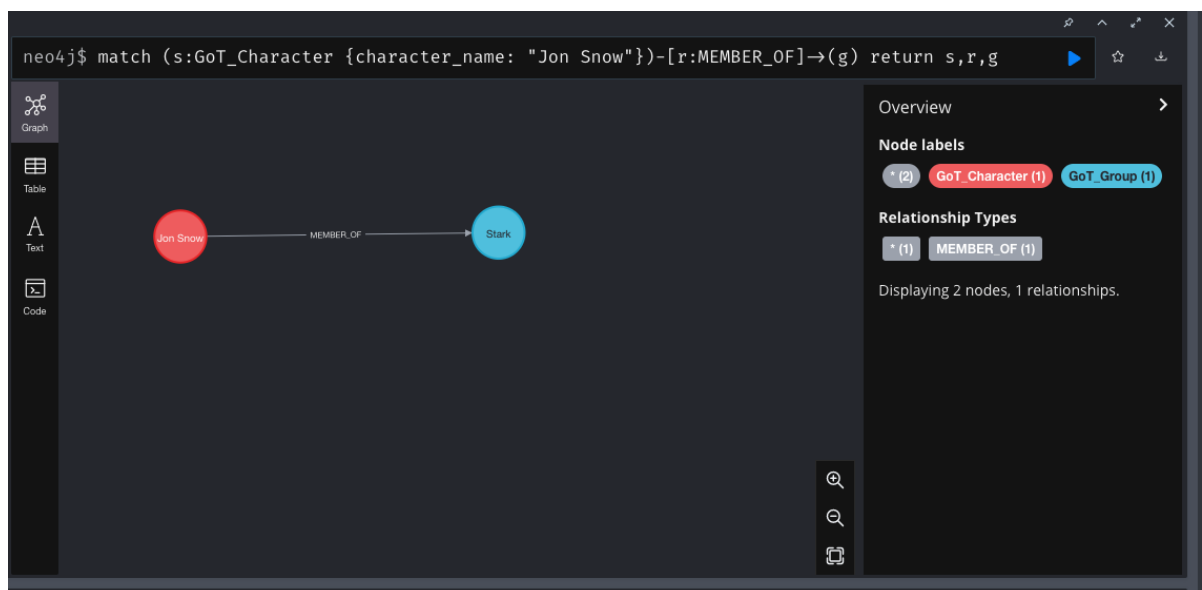 neo4j$ match (s:GoT_Character {character_name: "Jon Snow"})-[r:MEMBER_OF]→(g) return s,r,g
Graph
Table
A
Text
Code
Jon Snow
MEMBER_OF
Stark
Overview
Node labels
* (2) GoT_Character (1) GoT_Group (1)
Relationship Types
* (1) MEMBER_OF (1)
Displaying 2 nodes, 1 relationships.